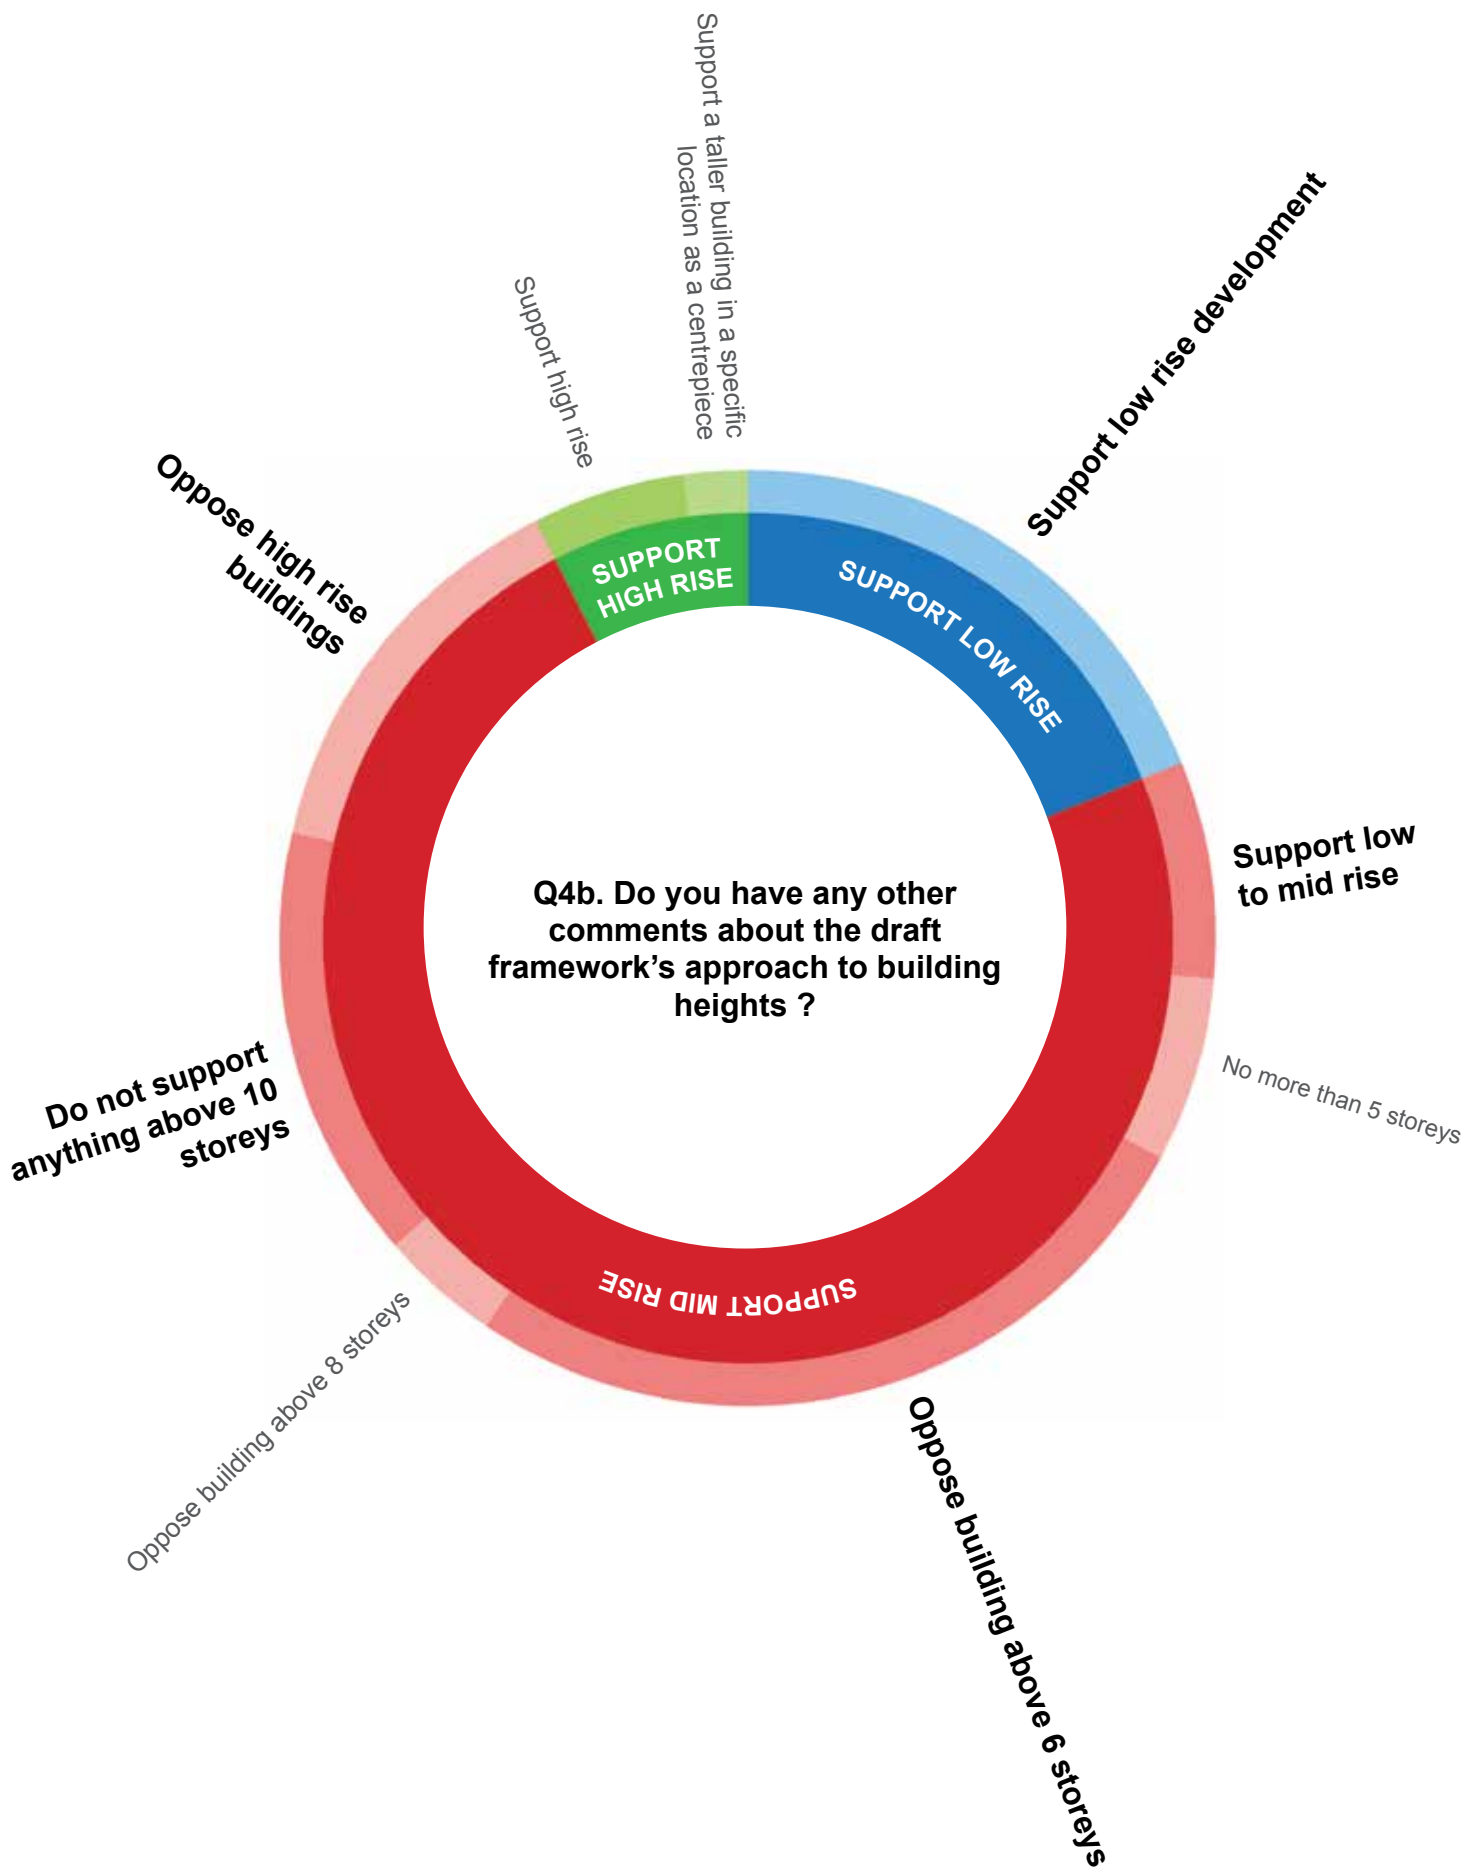 Support a taller building in a specific
location as a centrepiece
Support low rise development
Support high rise
Oppose high rise
buildings
SUPPORT
HIGH RISE
SUPPORT LOW RISE
Support low
to mid rise
Q4b. Do you have any other
comments about the draft
framework’s approach to building
heights ?
No more than 5 storeys
Do not support
anything above 10
storeys
SUPPORT MID RISE
Oppose building above 8 storeys
Oppose building above 6 storeys